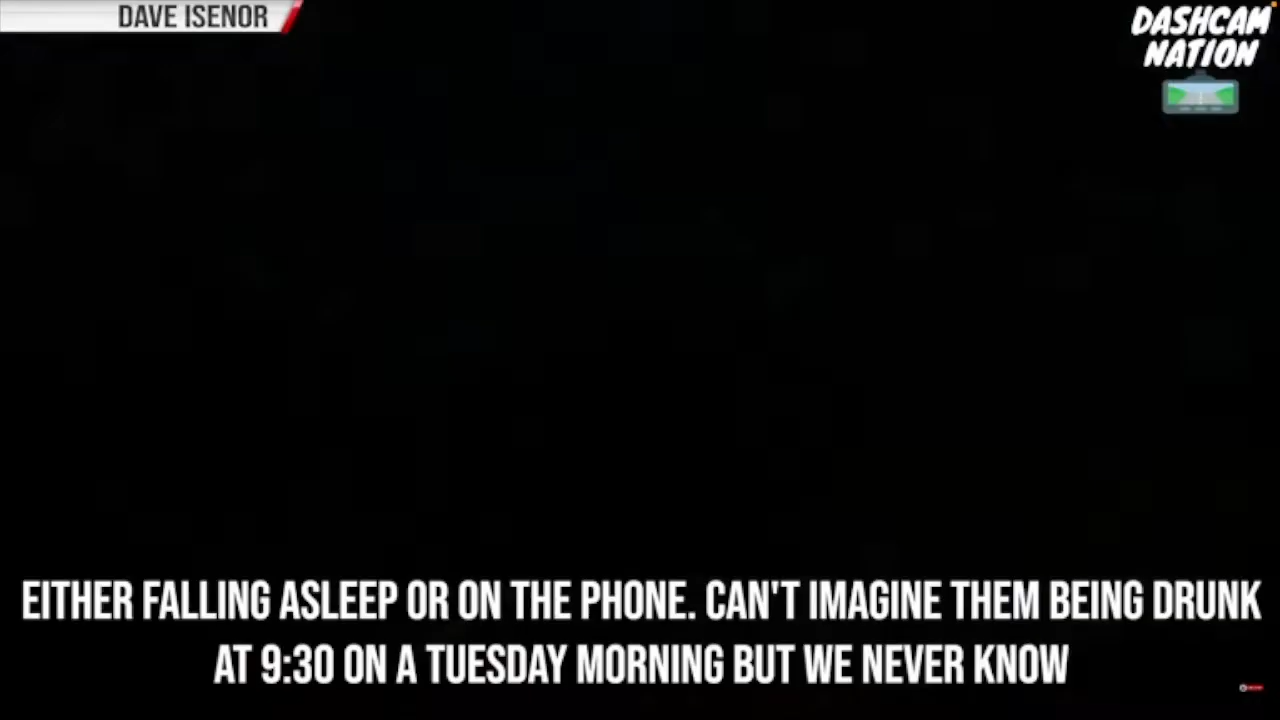 DAVE ISENOR
DASHCAM
NATION
EITHER FALLING ASLEEP OR ON THE PHONE. CAN'T IMAGINE THEM BEING DRUNK
AT 9:30 ON A TUESDAY MORNING BUT WE NEVER KNOW